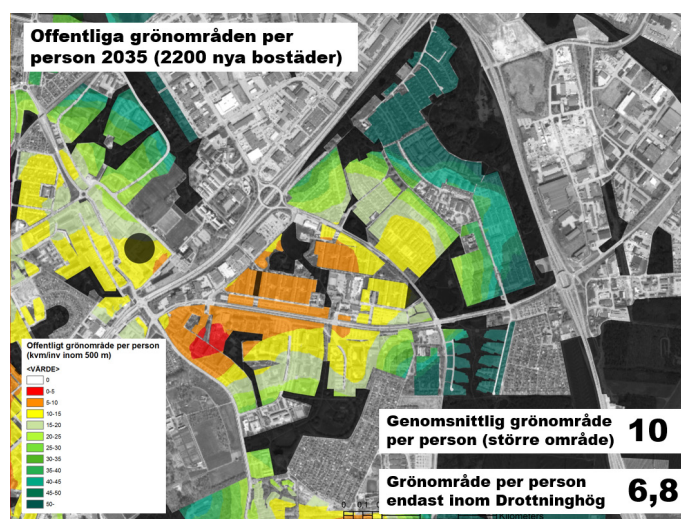 Offentliga grönområden per
person 2035 (2200 nya bostäder)
Offentligt grönområde per person
(kvm/inv inom 500 m)
<VÄRDE>
0
0-5
5-10
10-15
15-20
20-25
25-30
30-35
35-40
40-45
45-50
50-
Genomsnittlig grönområde
per person (större område)
10
Grönområde per person
endast inom Drottninghög
6,8